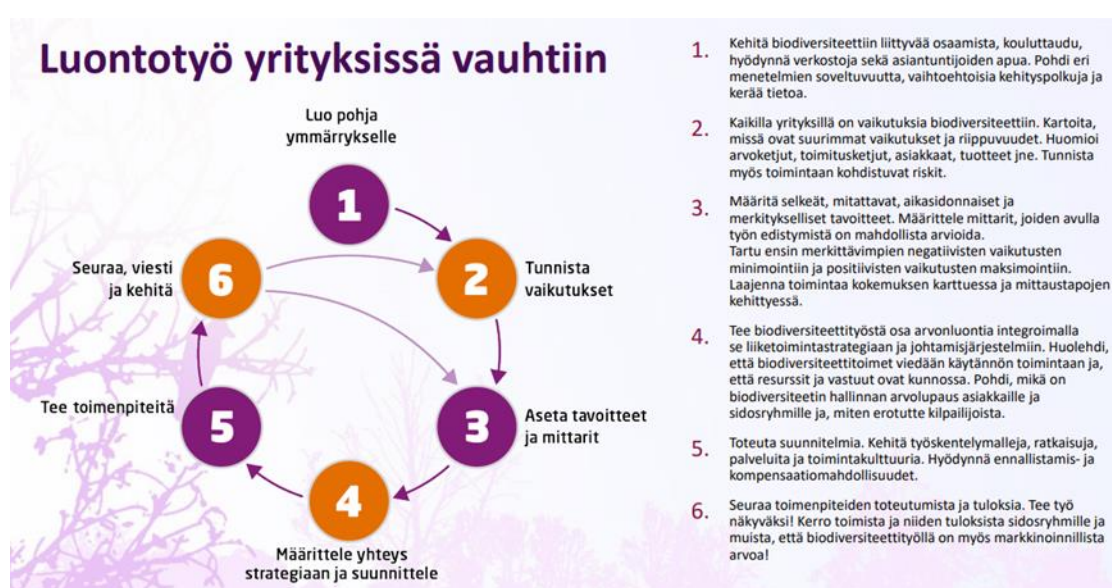 Luontotyö yrityksissä vauhtiin
Luo pohja
ymmärrykselle
1
2
Tunnista
vaikutukset
3
Aseta tavoitteet
ja mittarit
4
Määrittele yhteys
strategiaan ja suunnittele
5
Tee toimenpiteitä
6
Seuraa, viesti
ja kehitä
1. Kehitä biodiversiteettiin liittyvää osaamista, kouluttaudu,
hyödynnä verkostoja sekä asiantuntijoiden apua. Pohdi eri
menetelmien soveltuvuutta, vaihtoehtoisia kehityspolkuja ja
kerää tietoa.
2. Kaikilla yrityksillä on vaikutuksia biodiversiteettiin. Kartoita,
missä ovat suurimmat vaikutukset ja riippuvuudet. Huomioi
arvoketjut, toimitusketjut, asiakkaat, tuotteet jne. Tunnista
myös toimintaan kohdistuvat riskit.
3. Määritä selkeät, mitattavat, aikasidonnaiset ja
merkitykselliset tavoitteet. Määrittele mittarit, joiden avulla
työn edistymistä on mahdollista arvioida.
Tartu ensin merkittävimpien negatiivisten vaikutusten
minimointiin ja positiivisten vaikutusten maksimointiin.
Laajenna toimintaa kokemuksen karttuessa ja mittaustapojen
kehittyessä.
4. Tee biodiversiteettityöstä osa arvonluontia integroimalla
se liiketoimintastrategiaan ja johtamisjärjestelmiin. Huolehdi,
että biodiversiteettitoimet viedään käytännön toimintaan ja,
että resurssit ja vastuut ovat kunnossa. Pohdi, mikä on
biodiversiteetin hallinnan arvolupaus asiakkaille ja
sidosryhmille ja, miten erotutte kilpailijoista.
5. Toteuta suunnitelmia. Kehitä työskentelymalleja, ratkaisuja,
palveluita ja toimintakulttuuria. Hyödynnä ennallistamis- ja
kompensaatiomahdollisuudet.
6. Seuraa toimenpiteiden toteutumista ja tuloksia. Tee työ
näkyväksi! Kerro toimista ja niiden tuloksista sidosryhmille ja
muista, että biodiversiteettityöllä on myös markkinoinnillista
arvoa!